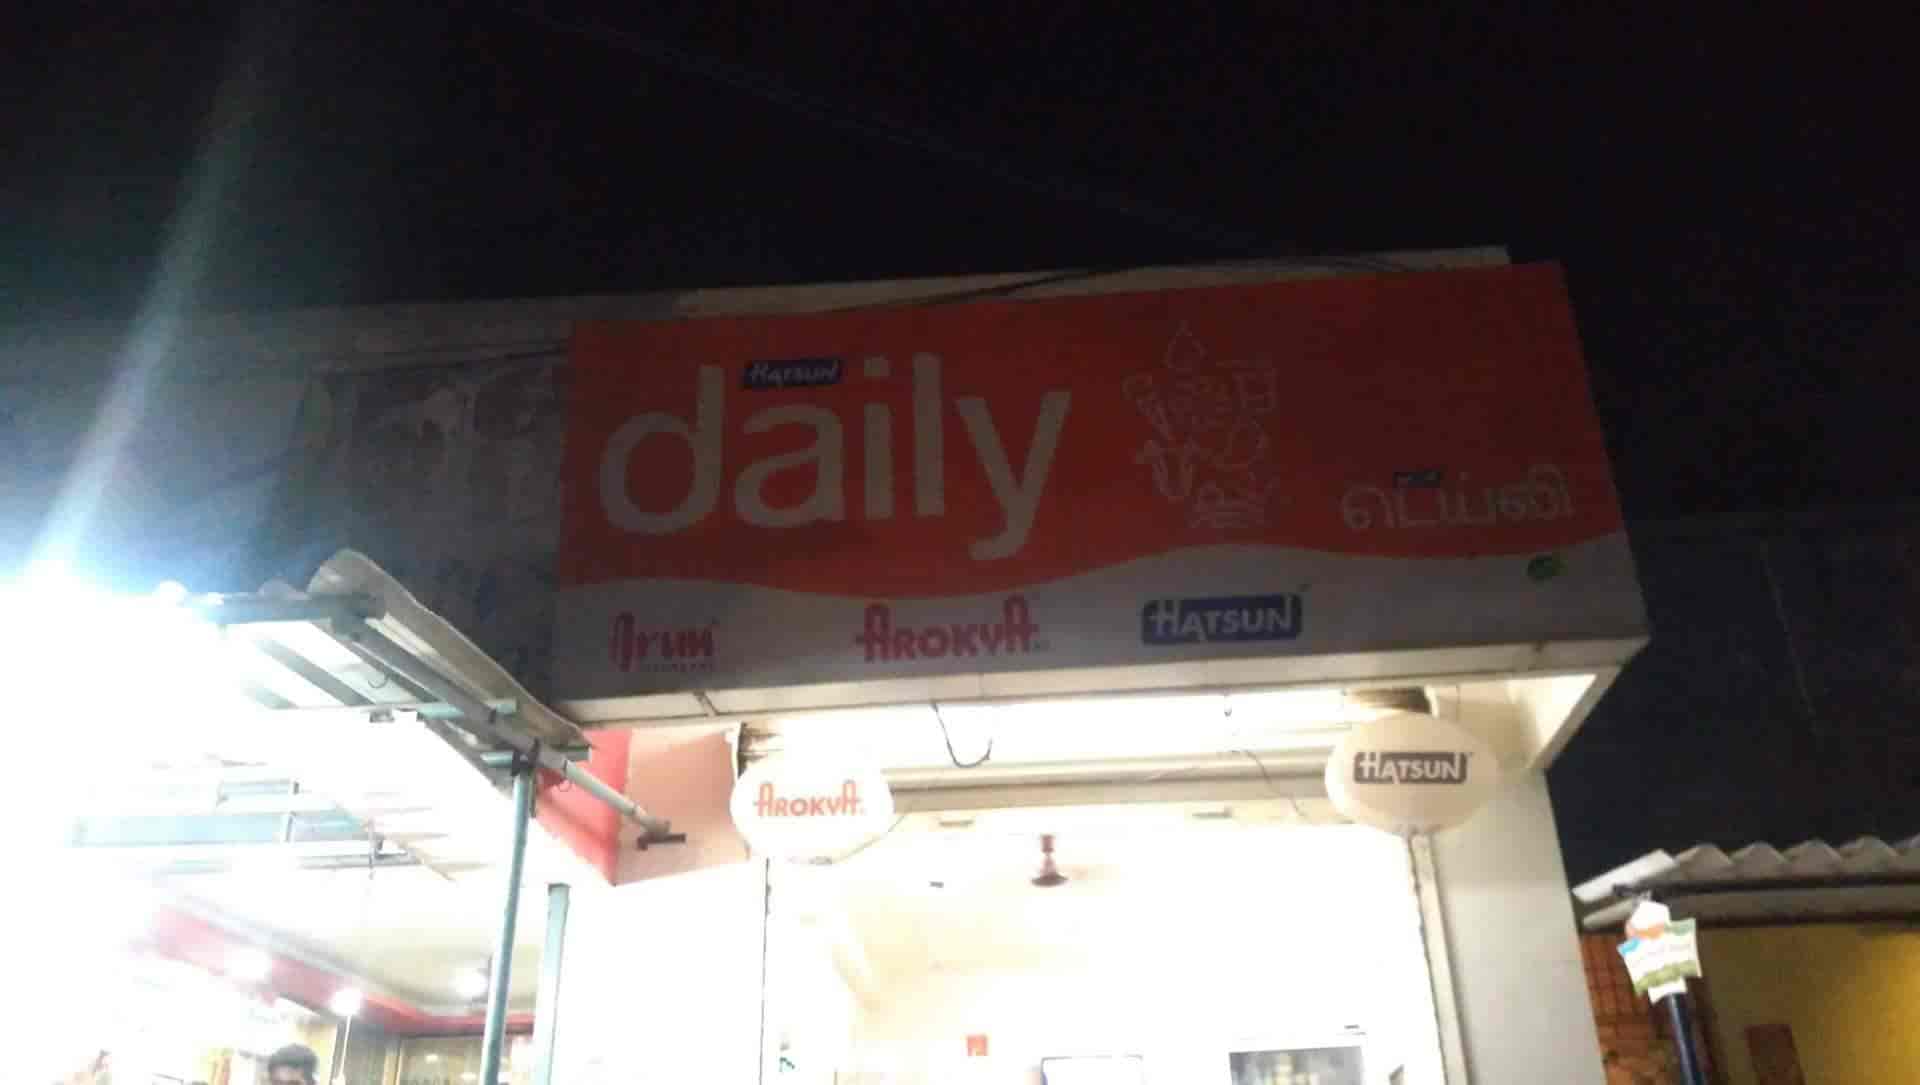 HATSUN
daily
டெய்லி
Arun
AROKYA
HATSUN
AROKYA
HATSUN